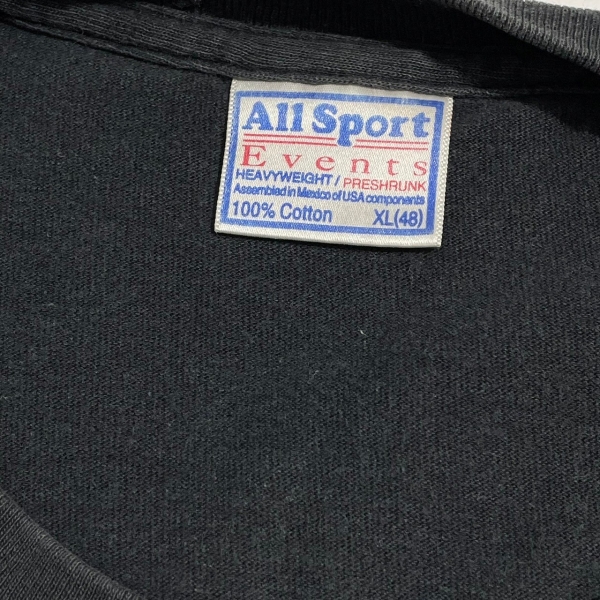 All Sport
Events
HEAVYWEIGHT / PRESHRUNK
Assembled in Mexico of USA components
100% Cotton XL(48)